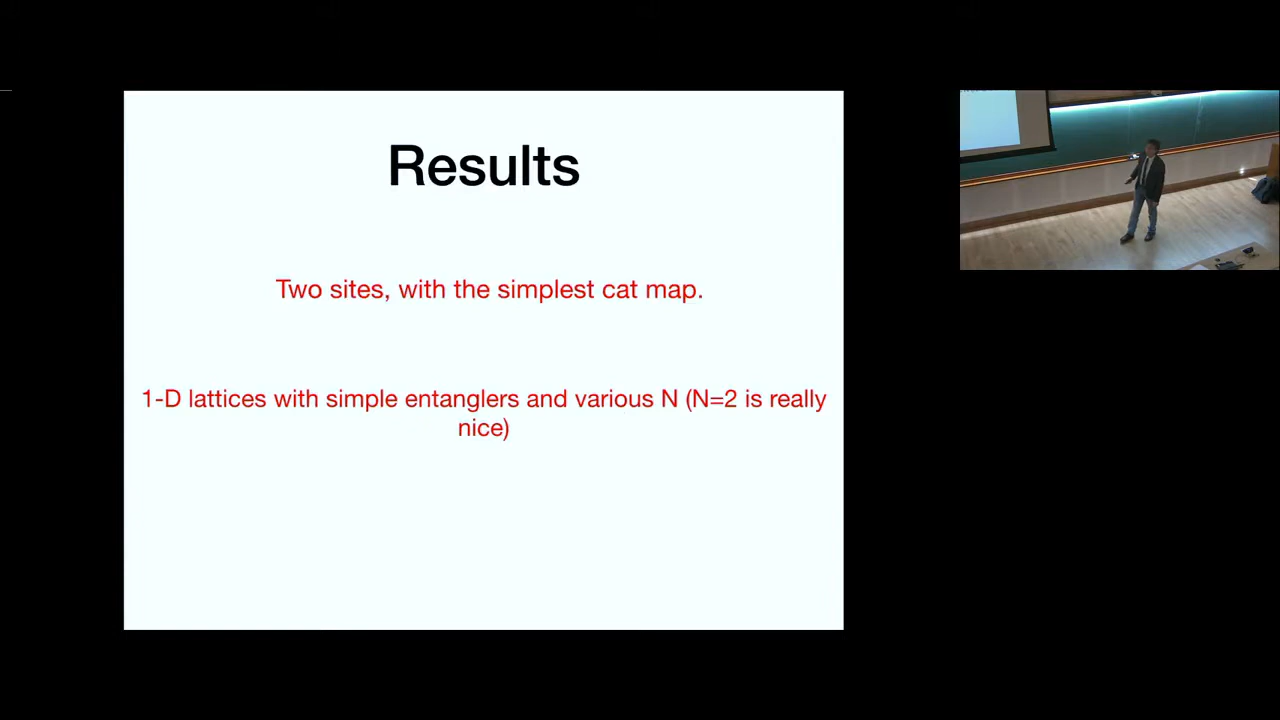 Results
Two sites, with the simplest cat map.
1-D lattices with simple entanglers and various N (N=2 is really
nice)